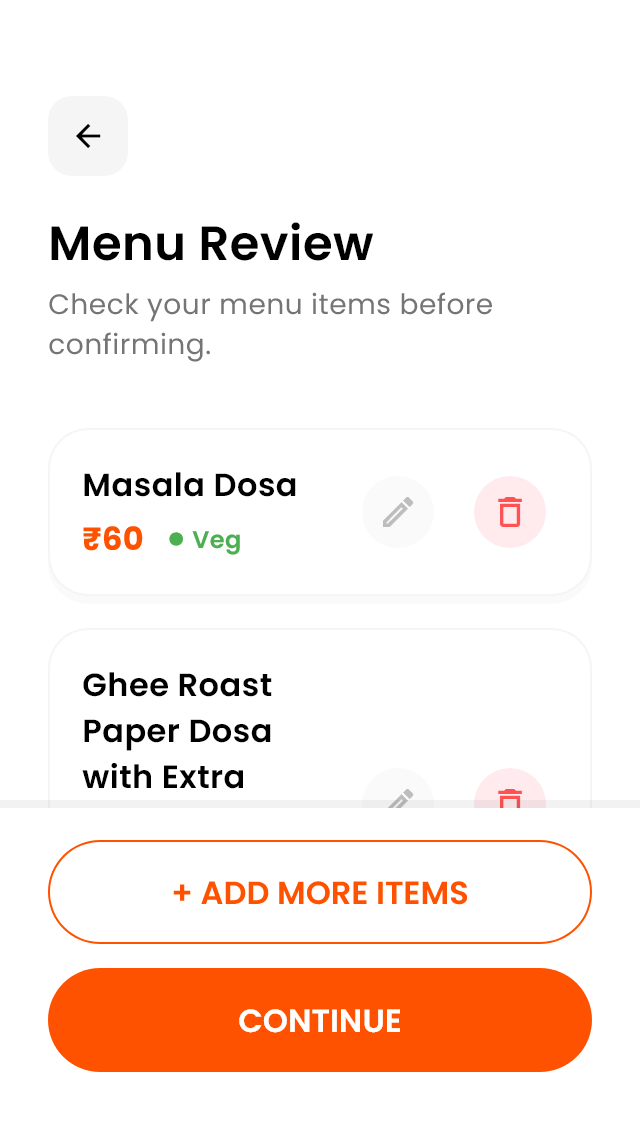 Menu Review
Check your menu items before
confirming.
Masala Dosa
₹60 Veg
Ghee Roast
Paper Dosa
with Extra
+ ADD MORE ITEMS
CONTINUE